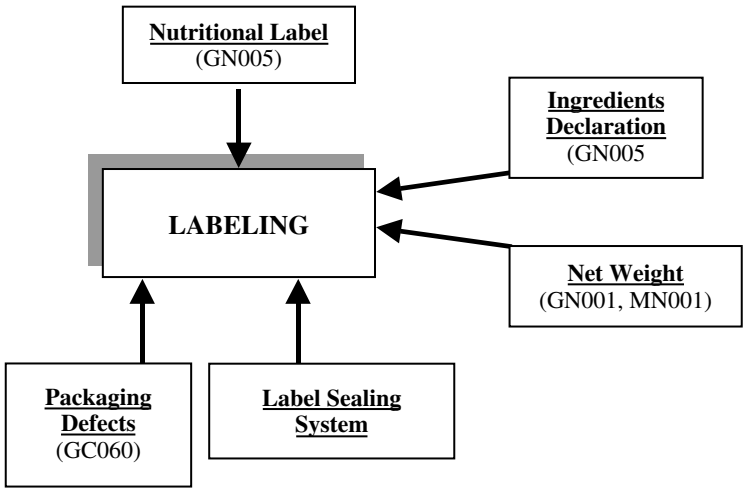 Nutritional Label
(GN005)
Ingredients
Declaration
(GN005
LABELING
Net Weight
(GN001, MN001)
Packaging
Defects
(GC060)
Label Sealing
System